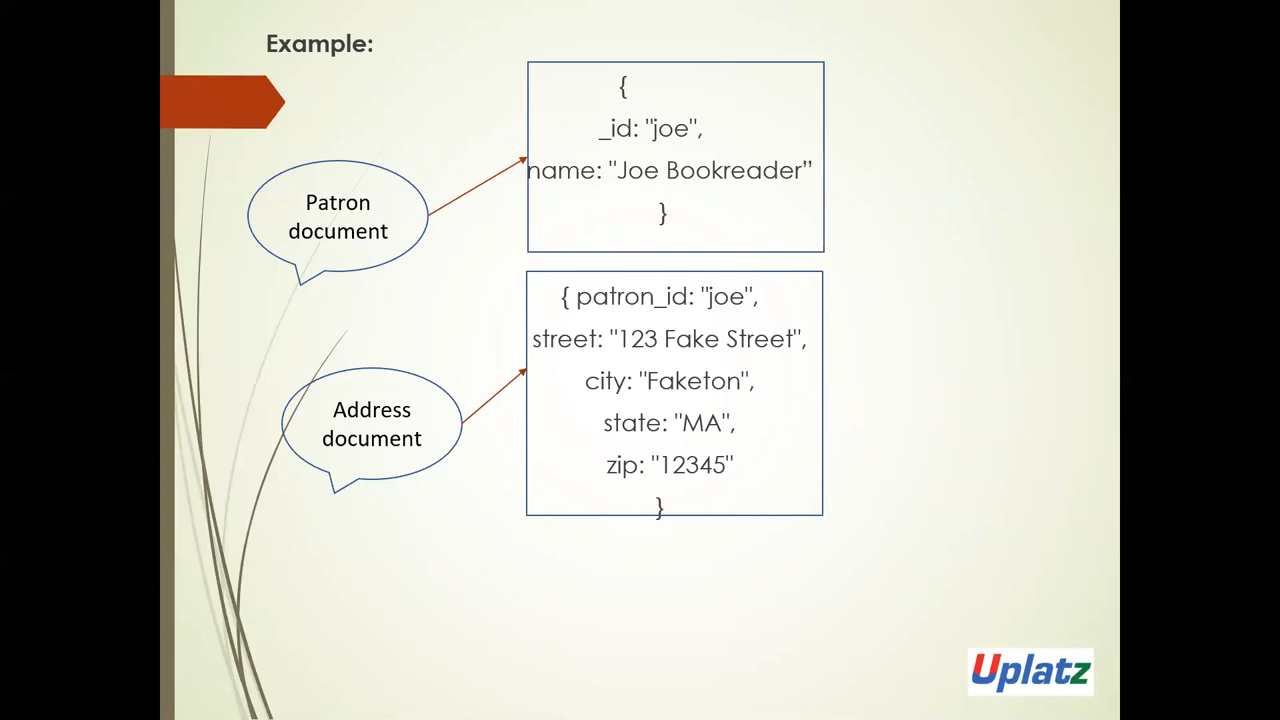 Example:
{
_id: "joe",
name: "Joe Bookreader”
}
Patron
document
{ patron_id: "joe",
street: "123 Fake Street",
city: "Faketon",
state: "MA",
zip: "12345"
}
Address
document
Uplatz